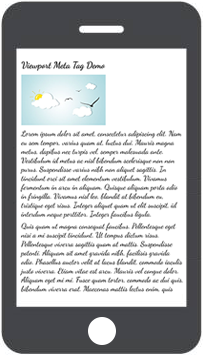 Viewport Meta Tag Demo
Lorem ipsum dolor sit amet, consectetur adipiscing elit. Nam
eu sem tempor, varius quam at, luctus dui. Mauris magna
metus, dapibus nec turpis vel, semper malesuada ante.
Vestibulum id metus ac nisl bibendum scelerisque non non
purus. Suspendisse varius nibh non aliquet sagittis. In
tincidunt orci sit amet elementum vestibulum. Vivamus
fermentum in arcu in aliquam. Quisque aliquam porta odio
in fringilla. Vivamus nisl leo, blandit at bibendum eu,
tristique eget risus. Integer aliquet quam ut elit suscipit, id
interdum neque porttitor. Integer faucibus ligula.
Quis quam ut magna consequat faucibus. Pellentesque eget
nisi a mi suscipit tincidunt. Ut tempus dictum risus.
Pellentesque viverra sagittis quam at mattis. Suspendisse
potenti. Aliquam sit amet gravida nibh, facilisis gravida
odio. Phasellus auctor velit at lacus blandit, commodo iaculis
justo viverra. Etiam vitae est arcu. Mauris vel congue dolor.
Aliquam eget mi mi. Fusce quam tortor, commodo ac dui quis,
bibendum viverra erat. Maecenas mattis lectus enim, quis